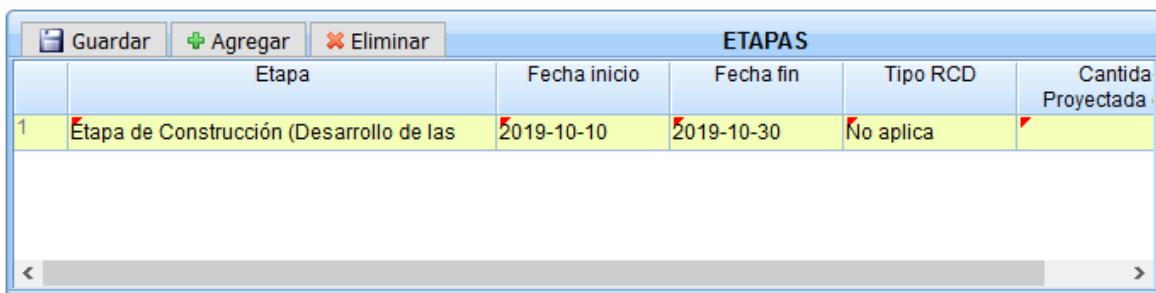 Guardar Agregar Eliminar ETAPAS
Etapa Fecha inicio Fecha fin Tipo RCD Cantida
Proyectada
1 Etapa de Construcción (Desarrollo de las 2019-10-10 2019-10-30 No aplica